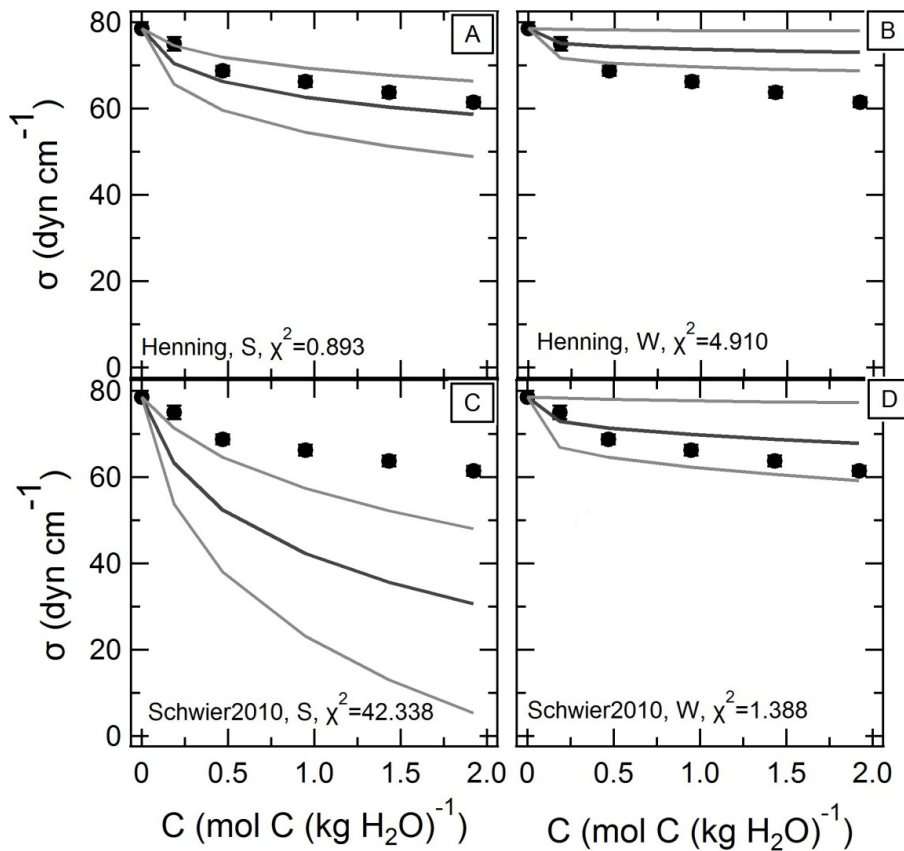 A
B
σ (dyn cm⁻¹)
80
60
40
20
0
Henning, S, χ²=0.893
Henning, W, χ²=4.910
C
D
σ (dyn cm⁻¹)
80
60
40
20
0
Schwier2010, S, χ²=42.338
Schwier2010, W, χ²=1.388
0 0.5 1.0 1.5 2.0
0 0.5 1.0 1.5 2.0
C (mol C (kg H₂O)⁻¹
C (mol C (kg H₂O)⁻¹